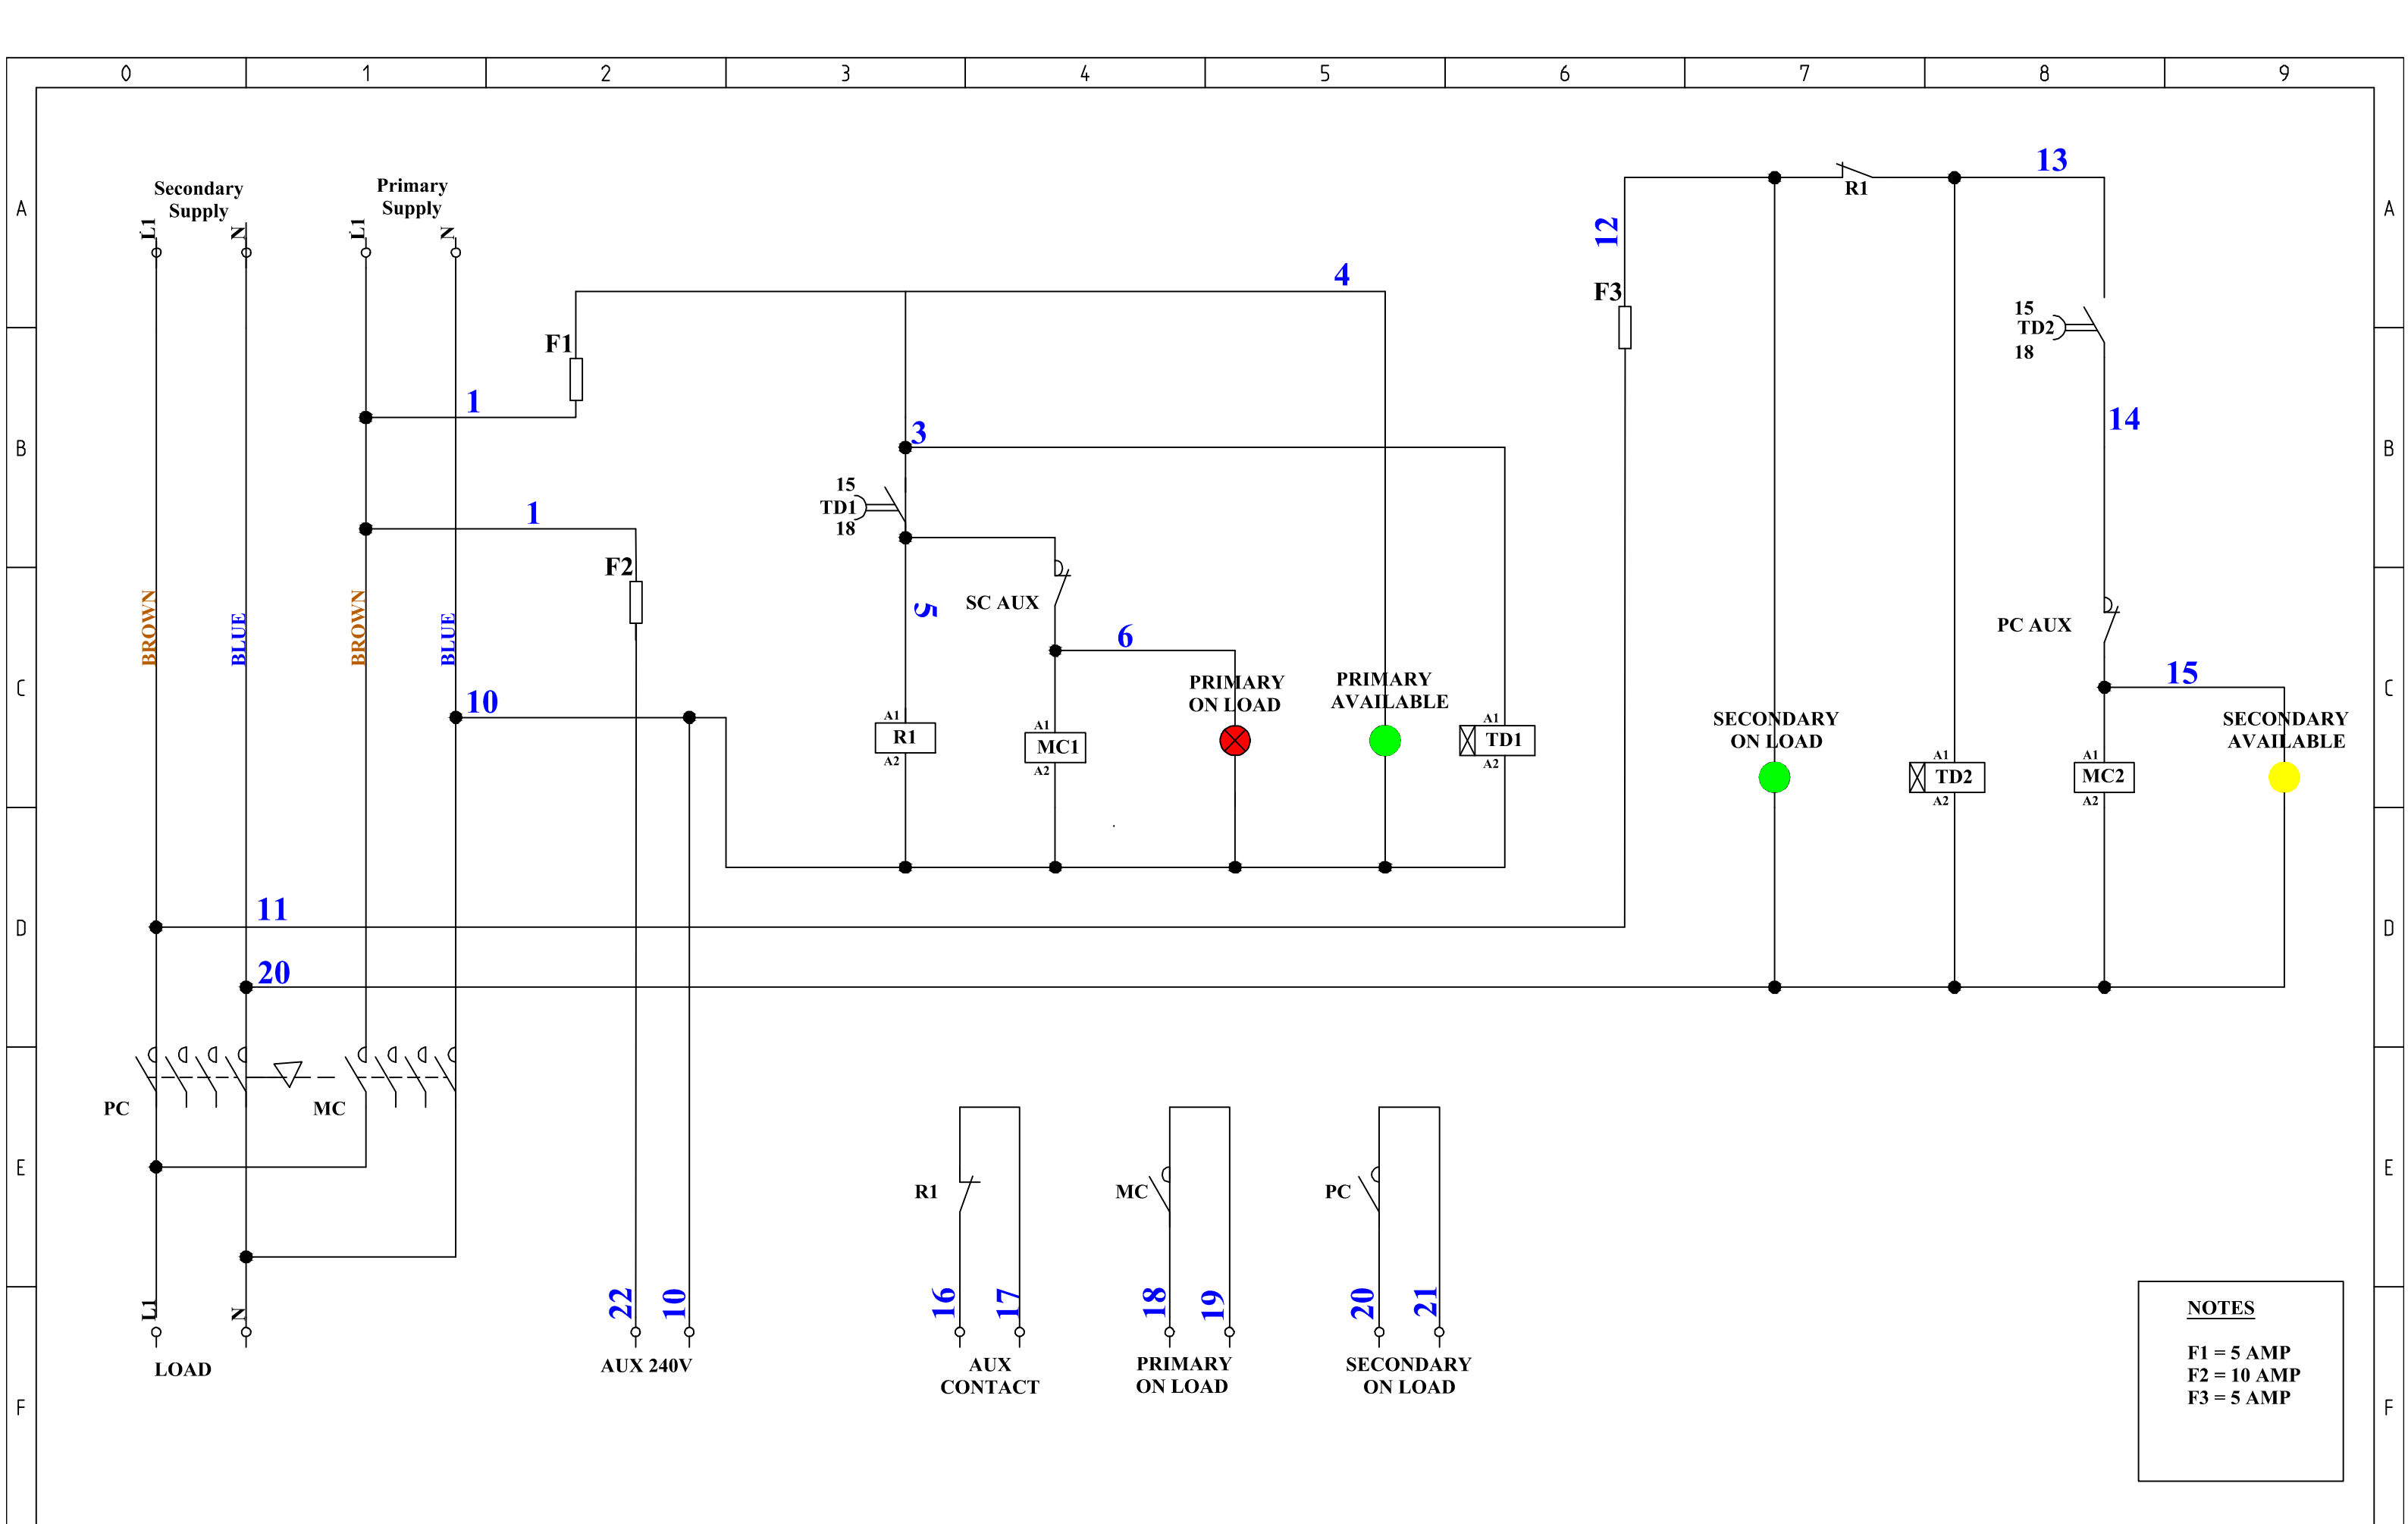 0 1 2 3 4 5 6 7 8 9
A
A
Secondary
Supply
Primary
Supply
L1
N
L1
N
12
R1
13
4
F1
F3
15
TD2
18
B
B
1
3
14
15
TD1
18
1
F2
BROWN
BLUE
BROWN
BLUE
5
SC AUX
6
PC AUX
C
C
10
15
PRIMARY
ON LOAD
PRIMARY
AVAILABLE
SECONDARY
ON LOAD
SECONDARY
AVAILABLE
A1
R1
A2
A1
MC1
A2
A1
TD1
A2
A1
TD2
A2
A1
MC2
A2
D
D
11
20
PC
MC
E
E
R1
MC
PC
L1
N
22
10
16
17
18
19
20
21
LOAD
AUX 240V
AUX
CONTACT
PRIMARY
ON LOAD
SECONDARY
ON LOAD
F
F
NOTES
F1 = 5 AMP
F2 = 10 AMP
F3 = 5 AMP